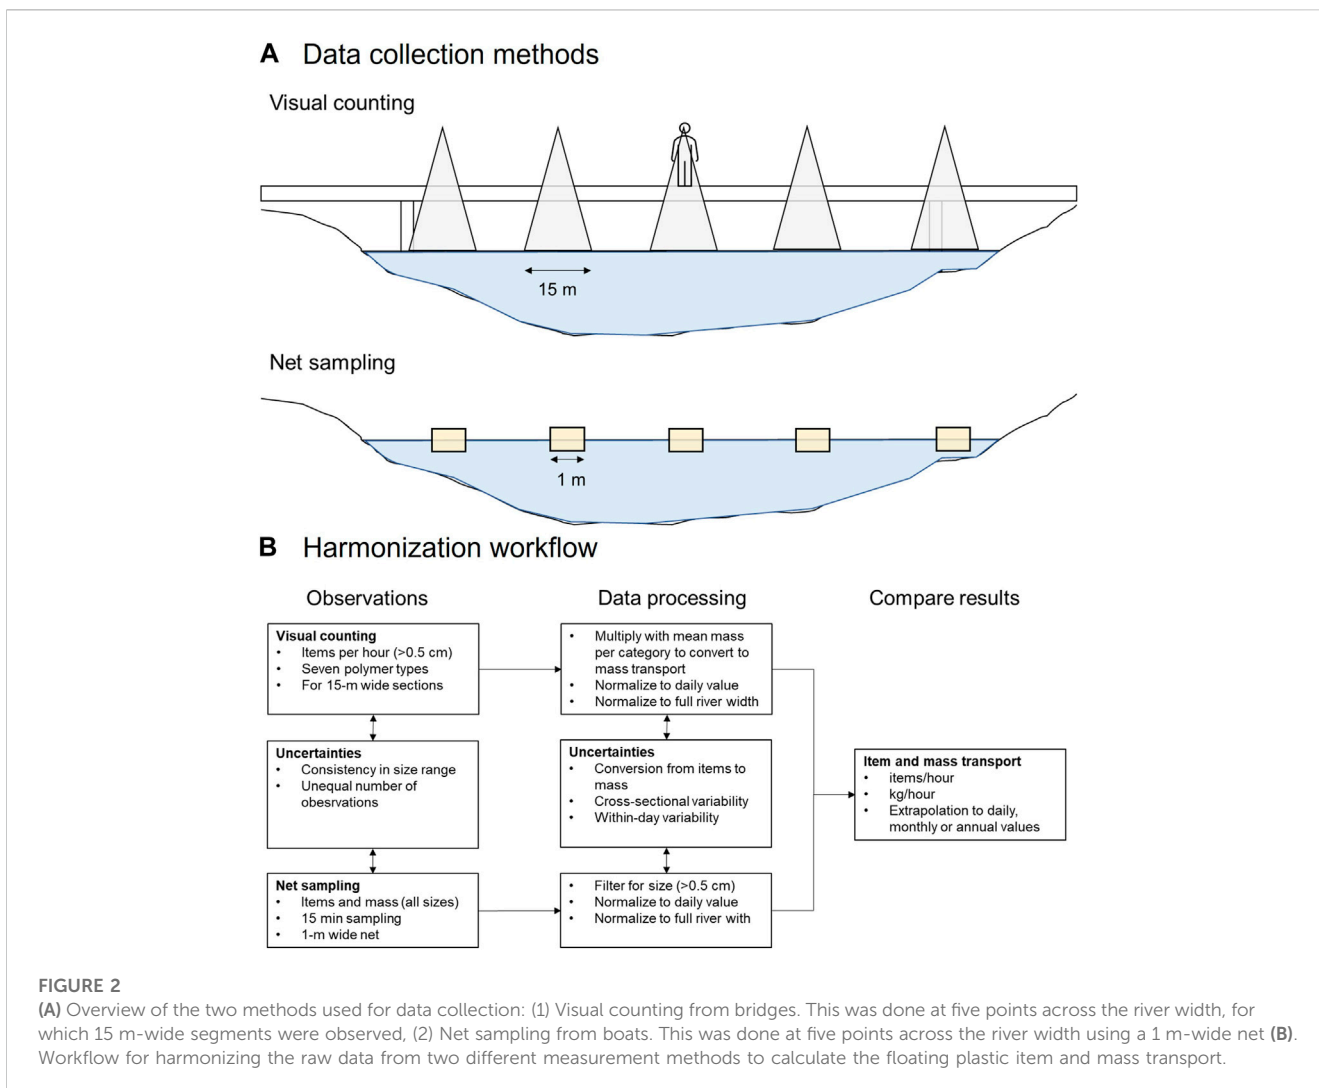 A Data collection methods
Visual counting
15 m
Net sampling
1 m
B Harmonization workflow
Observations
Data processing
Compare results
Visual counting
• Items per hour (>0.5 cm)
• Seven polymer types
• For 15-m wide sections
• Multiply with mean mass
per category to convert to
mass transport
• Normalize to daily value
• Normalize to full river width
Uncertainties
• Consistency in size range
• Unequal number of
obesrvations
Uncertainties
• Conversion from items to
mass
• Cross-sectional variability
• Within-day variability
Item and mass transport
• items/hour
• kg/hour
• Extrapolation to daily,
monthly or annual values
Net sampling
• Items and mass (all sizes)
• 15 min sampling
• 1-m wide net
• Filter for size (>0.5 cm)
• Normalize to daily value
• Normalize to full river with
FIGURE 2
(A) Overview of the two methods used for data collection: (1) Visual counting from bridges. This was done at five points across the river width, for
which 15 m-wide segments were observed, (2) Net sampling from boats. This was done at five points across the river width using a 1 m-wide net (B).
Workflow for harmonizing the raw data from two different measurement methods to calculate the floating plastic item and mass transport.